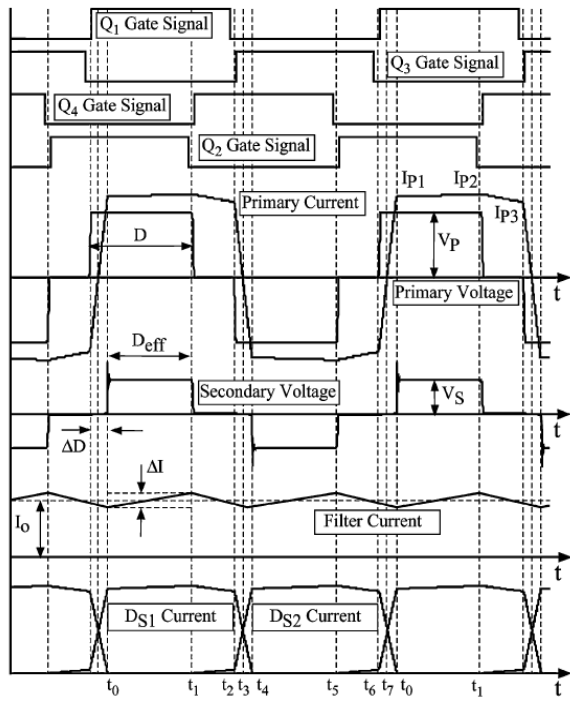 Q1 Gate Signal
Q3 Gate Signal
Q4 Gate Signal
Q2 Gate Signal
IP1 IP2
Primary Current
IP3
D
VP
t
Primary Voltage
Deff
Secondary Voltage
VS
t
ΔD
ΔI
Io
Filter Current
t
DS1 Current
DS2 Current
t0 t1 t2 t3 t4 t5 t6 t7 t0 t1 t